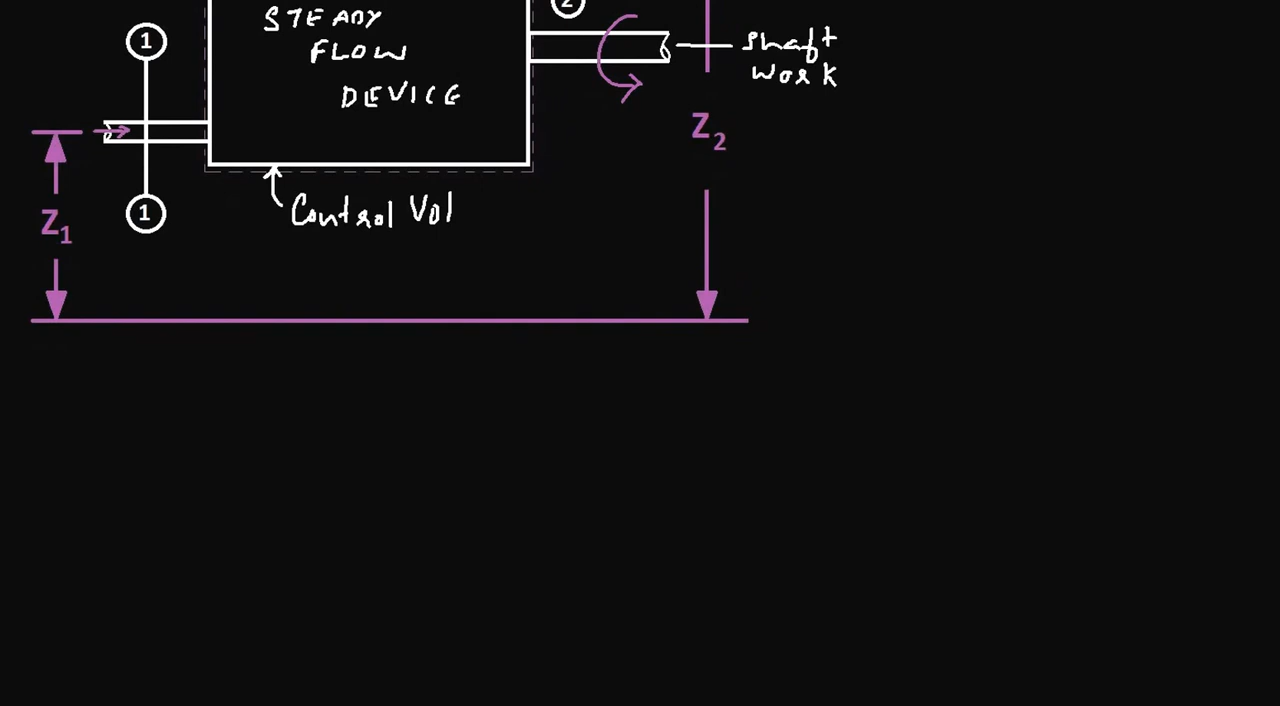 2
STEADY
FLOW
DEVICE
Shaft
work
1
Z2
1
Z1
Control Vol